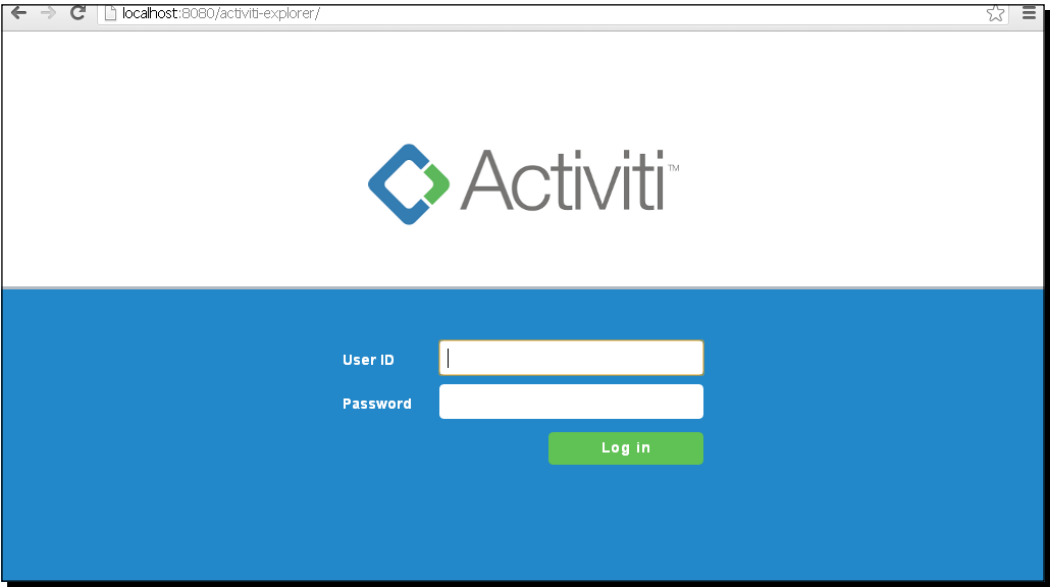 localhost:8080/activiti-explorer/
Activiti™
User ID
Password
Log in